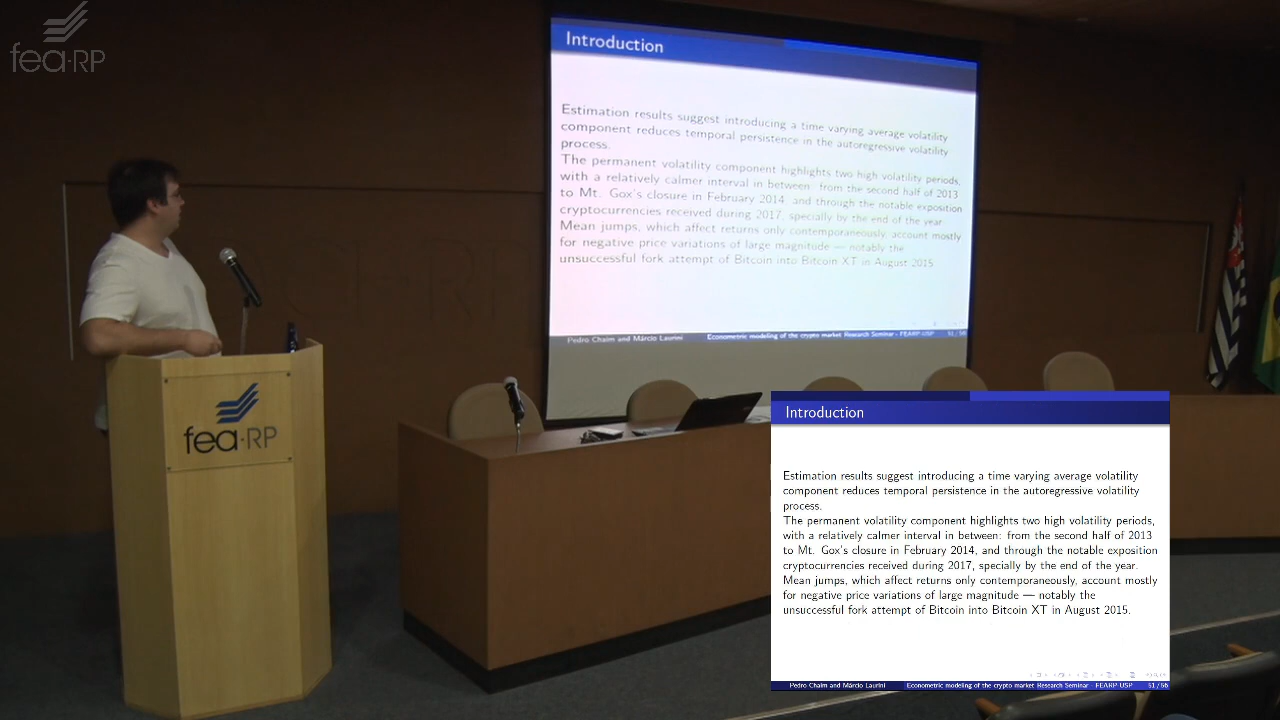 fea-RP
Introduction
Estimation results suggest introducing a time varying average volatility
component reduces temporal persistence in the autoregressive volatility
process.
The permanent volatility component highlights two high volatility periods,
with a relatively calmer interval in between: from the second half of 2013
to Mt. Gox's closure in February 2014, and through the notable exposition
cryptocurrencies received during 2017, specially by the end of the year.
Mean jumps, which affect returns only contemporaneously, account mostly
for negative price variations of large magnitude — notably the
unsuccessful fork attempt of Bitcoin into Bitcoin XT in August 2015.
Pedro Chaim and Márcio Laurini Econometric modeling of the crypto market Research Seminar - FEARP-USP 51 / 56
fea-RP
Introduction
Estimation results suggest introducing a time varying average volatility
component reduces temporal persistence in the autoregressive volatility
process.
The permanent volatility component highlights two high volatility periods,
with a relatively calmer interval in between: from the second half of 2013
to Mt. Gox's closure in February 2014, and through the notable exposition
cryptocurrencies received during 2017, specially by the end of the year.
Mean jumps, which affect returns only contemporaneously, account mostly
for negative price variations of large magnitude — notably the
unsuccessful fork attempt of Bitcoin into Bitcoin XT in August 2015.
Pedro Chaim and Márcio Laurini Econometric modeling of the crypto market Research Seminar - FEARP-USP 51 / 56